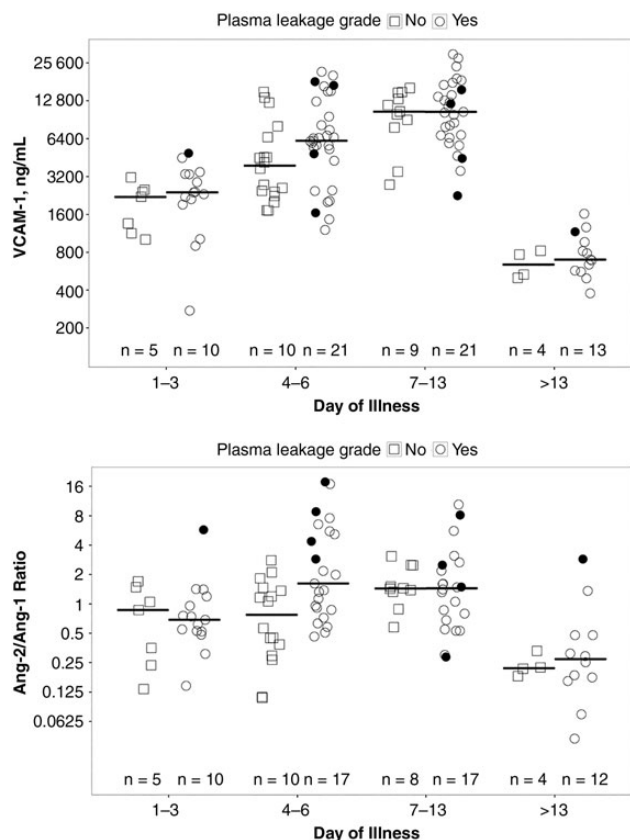 Plasma leakage grade No Yes
25 600
12 800
6400
3200
1600
800
400
200
VCAM-1, ng/mL
n = 5 n = 10 n = 10 n = 21 n = 9 n = 21 n = 4 n = 13
1–3 4–6 7–13 >13
Day of Illness
Plasma leakage grade No Yes
16
8
4
2
1
0.5
0.25
0.125
0.0625
Ang-2/Ang-1 Ratio
n = 5 n = 10 n = 10 n = 17 n = 8 n = 17 n = 4 n = 12
1–3 4–6 7–13 >13
Day of Illness